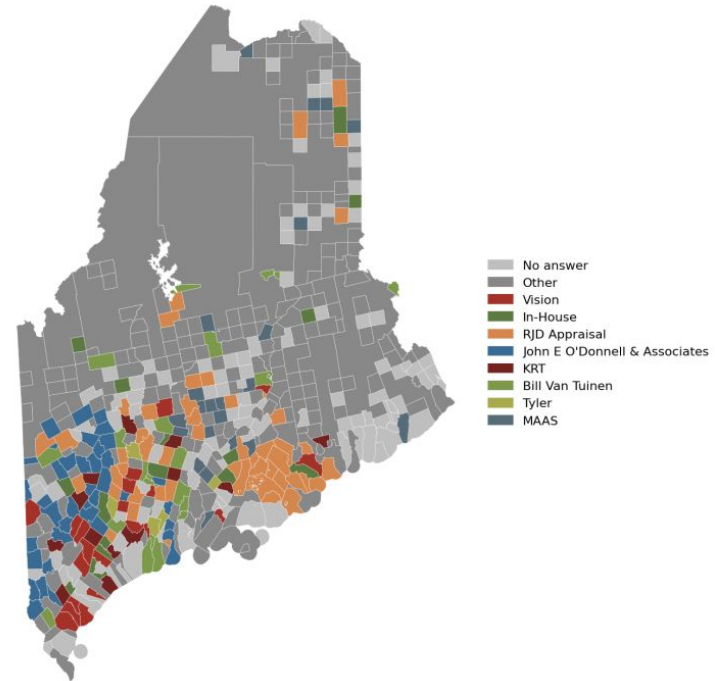 No answer
Other
Vision
In-House
RJD Appraisal
John E O'Donnell & Associates
KRT
Bill Van Tuinen
Tyler
MAAS